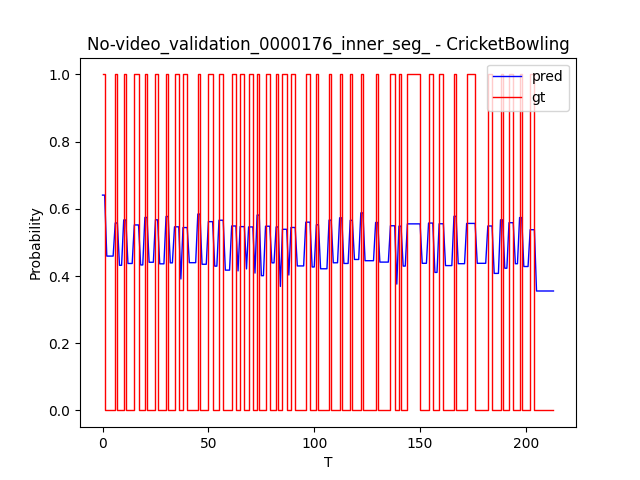 No-video_validation_0000176_inner_seg_ - CricketBowling
pred
gt
1.0
0.8
0.6
0.4
0.2
0.0
Probability
0
50
100
150
200
T